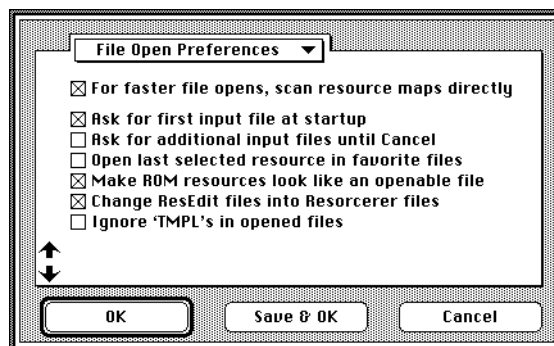 File Open Preferences
For faster file opens, scan resource maps directly
Ask for first input file at startup
Ask for additional input files until Cancel
Open last selected resource in favorite files
Make ROM resources look like an openable file
Change ResEdit files into Resorcerer files
Ignore ‘TMPL’s in opened files
OK
Save & OK
Cancel